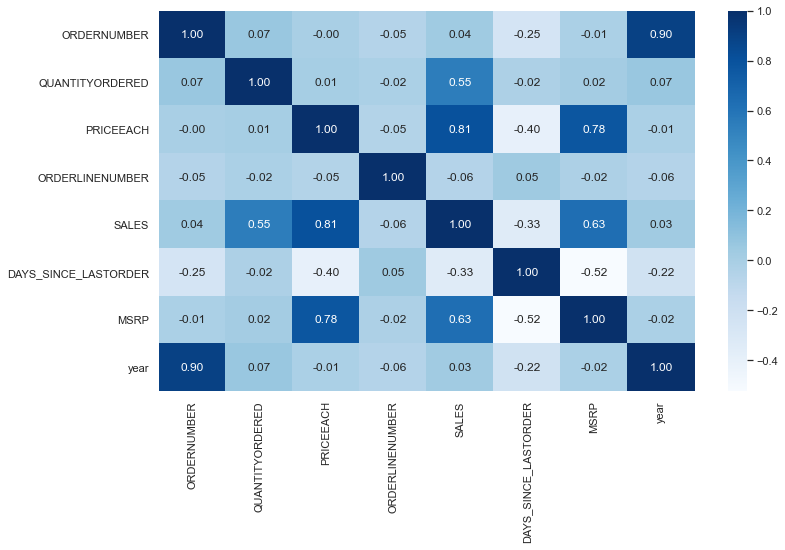 ORDERNUMBER 1.00 0.07 -0.00 -0.05 0.04 -0.25 -0.01 0.90
QUANTITYORDERED 0.07 1.00 0.01 -0.02 0.55 -0.02 0.02 0.07
PRICEEACH -0.00 0.01 1.00 -0.05 0.81 -0.40 0.78 -0.01
ORDERLINENUMBER -0.05 -0.02 -0.05 1.00 -0.06 0.05 -0.02 -0.06
SALES 0.04 0.55 0.81 -0.06 1.00 -0.33 0.63 0.03
DAYS_SINCE_LASTORDER -0.25 -0.02 -0.40 0.05 -0.33 1.00 -0.52 -0.22
MSRP -0.01 0.02 0.78 -0.02 0.63 -0.52 1.00 -0.02
year 0.90 0.07 -0.01 -0.06 0.03 -0.22 -0.02 1.00
ORDERNUMBER
QUANTITYORDERED
PRICEEACH
ORDERLINENUMBER
SALES
DAYS_SINCE_LASTORDER
MSRP
year
1.0
0.8
0.6
0.4
0.2
0.0
−0.2
−0.4